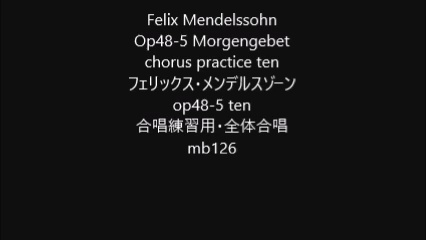 Felix Mendelssohn
Op48-5 Morgengebet
chorus practice ten
フェリックス・メンデルスゾーン
op48-5 ten
合唱練習用・全体合唱
mb126